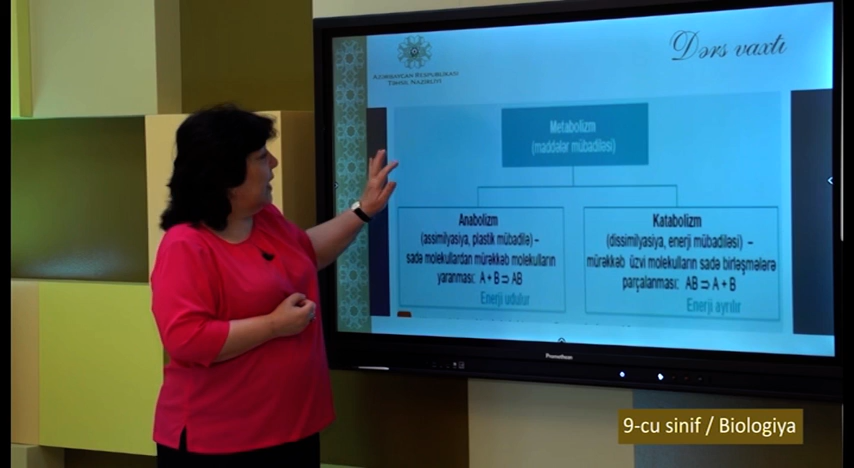 Dərs vaxtı
AZƏRBAYCAN RESPUBLİKASI
TƏHSİL NAZİRLİYİ
Metabolizm
(maddələr mübadiləsi)
Anabolizm
(assimilyasiya, plastik mübadilə) –
sadə molekullardan mürəkkəb molekulların
yaranması: A + B ⊃ AB
Enerji udulur
Katabolizm
(dissimilyasiya, enerji mübadiləsi) –
mürəkkəb üzvi molekulların sadə birləşmələrə
parçalanması: AB ⊃ A + B
Enerji ayrılır
Promethean
9-cu sinif / Biologiya